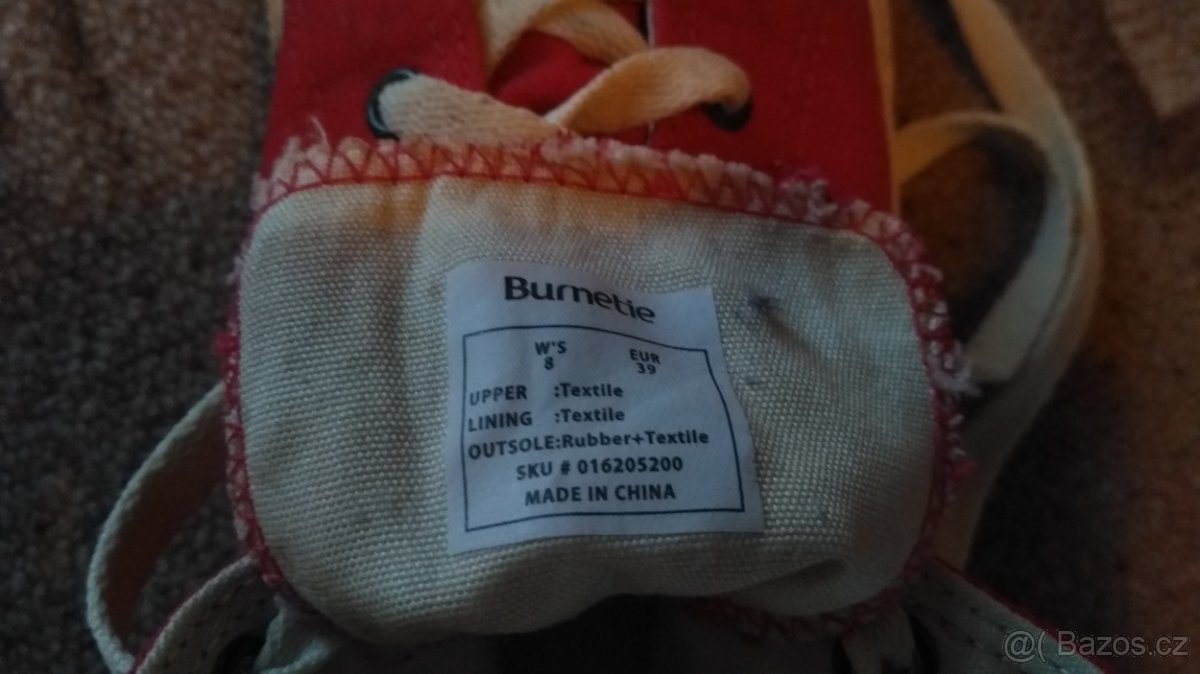 Burnetie
W'S EUR
8 39
UPPER :Textile
LINING :Textile
OUTSOLE:Rubber+Textile
SKU # 016205200
MADE IN CHINA
@( Bazos.cz